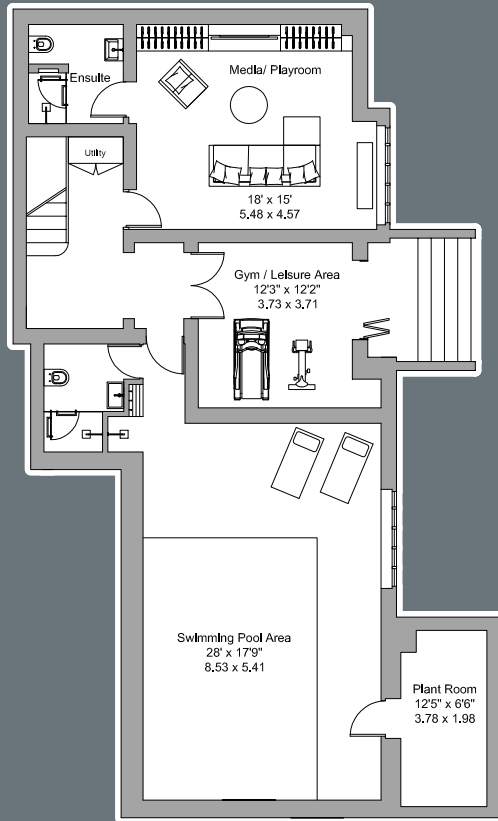 Media/ Playroom
Ensuite
Utility
18' x 15'
5.48 x 4.57
Gym / Leisure Area
12'3" x 12'2"
3.73 x 3.71
Swimming Pool Area
28' x 17'9"
8.53 x 5.41
Plant Room
12'5" x 6'6"
3.78 x 1.98